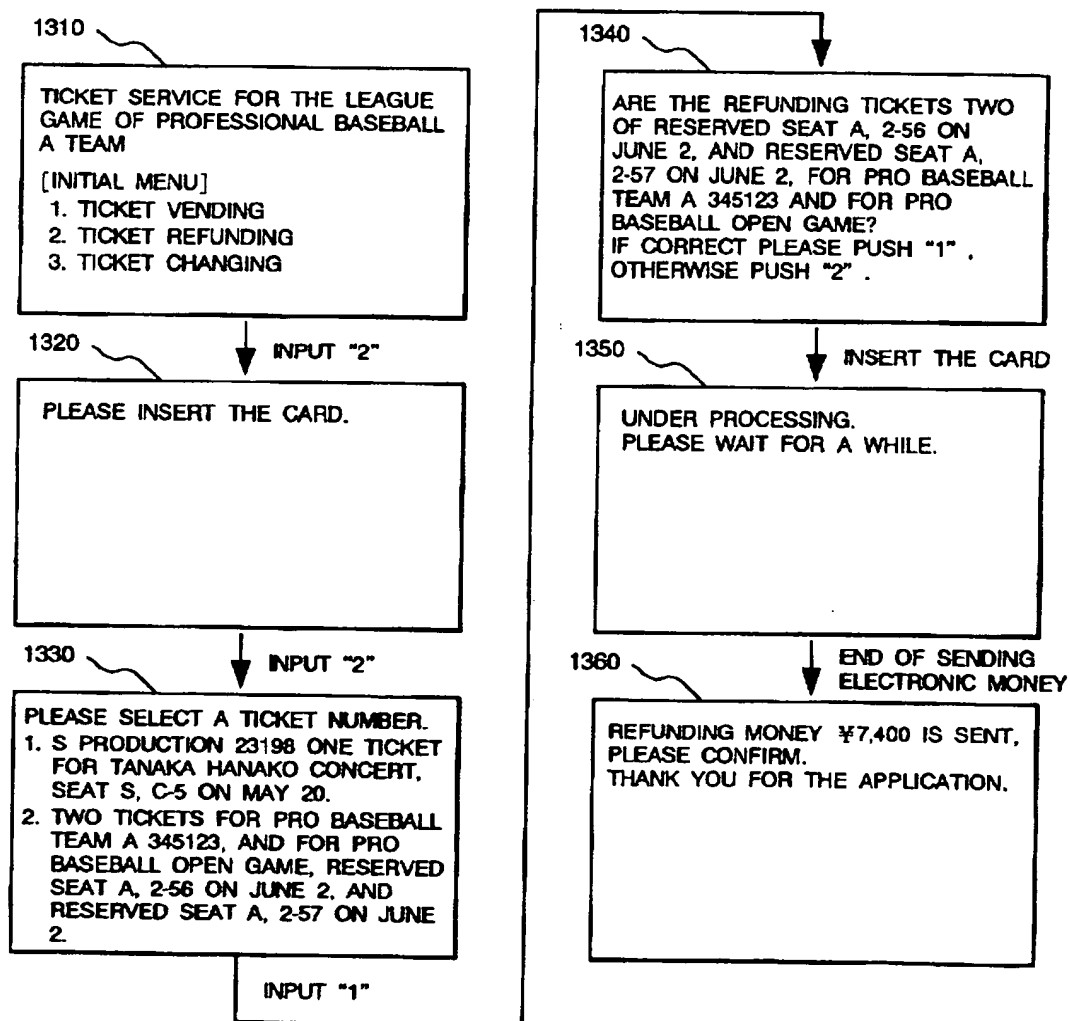 1310
TICKET SERVICE FOR THE LEAGUE
GAME OF PROFESSIONAL BASEBALL
A TEAM
[INITIAL MENU]
1. TICKET VENDING
2. TICKET REFUNDING
3. TICKET CHANGING
INPUT "2"
1320
PLEASE INSERT THE CARD.
INPUT "2"
1330
PLEASE SELECT A TICKET NUMBER.
1. S PRODUCTION 23198 ONE TICKET
FOR TANAKA HANAKO CONCERT,
SEAT S, C-5 ON MAY 20.
2. TWO TICKETS FOR PRO BASEBALL
TEAM A 345123, AND FOR PRO
BASEBALL OPEN GAME, RESERVED
SEAT A, 2-56 ON JUNE 2, AND
RESERVED SEAT A, 2-57 ON JUNE
2.
INPUT "1"
1340
ARE THE REFUNDING TICKETS TWO
OF RESERVED SEAT A, 2-56 ON
JUNE 2, AND RESERVED SEAT A,
2-57 ON JUNE 2, FOR PRO BASEBALL
TEAM A 345123 AND FOR PRO
BASEBALL OPEN GAME?
IF CORRECT PLEASE PUSH "1" ,
OTHERWISE PUSH "2" .
INSERT THE CARD
1350
UNDER PROCESSING.
PLEASE WAIT FOR A WHILE.
END OF SENDING
ELECTRONIC MONEY
1360
REFUNDING MONEY ¥7,400 IS SENT,
PLEASE CONFIRM.
THANK YOU FOR THE APPLICATION.